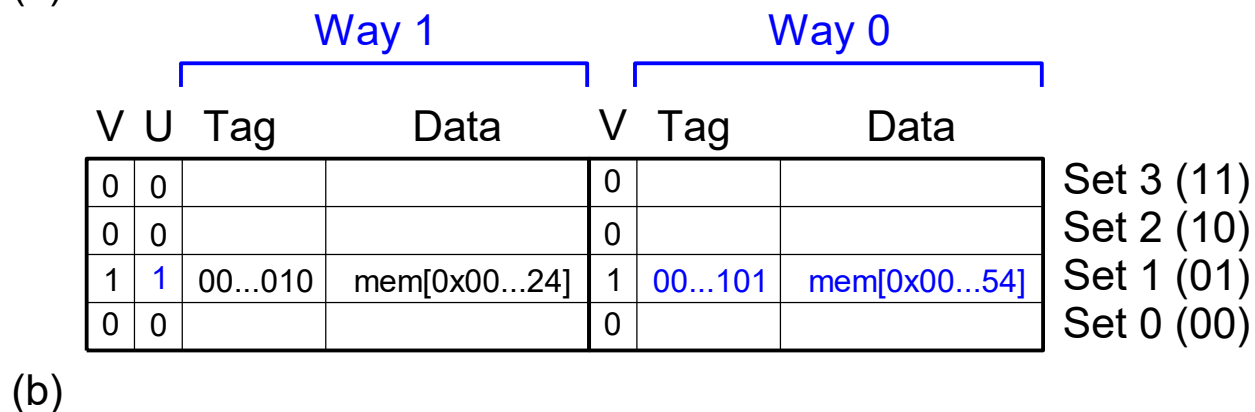 Way 1 Way 0
V U Tag Data V Tag Data
0 0 0 Set 3 (11)
0 0 0 Set 2 (10)
1 1 00...010 mem[0x00...24] 1 00...101 mem[0x00...54] Set 1 (01)
0 0 0 Set 0 (00)
(b)